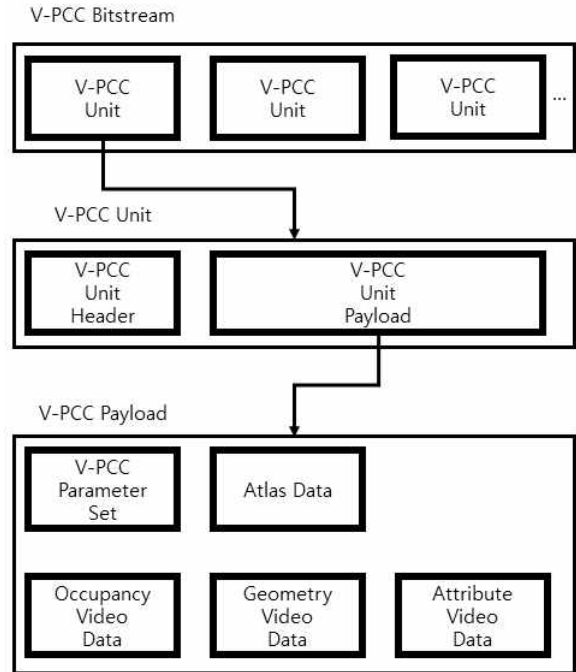 V-PCC Bitstream
V-PCC
Unit
V-PCC
Unit
V-PCC
Unit
...
V-PCC Unit
V-PCC
Unit
Header
V-PCC
Unit
Payload
V-PCC Payload
V-PCC
Parameter
Set
Atlas Data
Occupancy
Video
Data
Geometry
Video
Data
Attribute
Video
Data